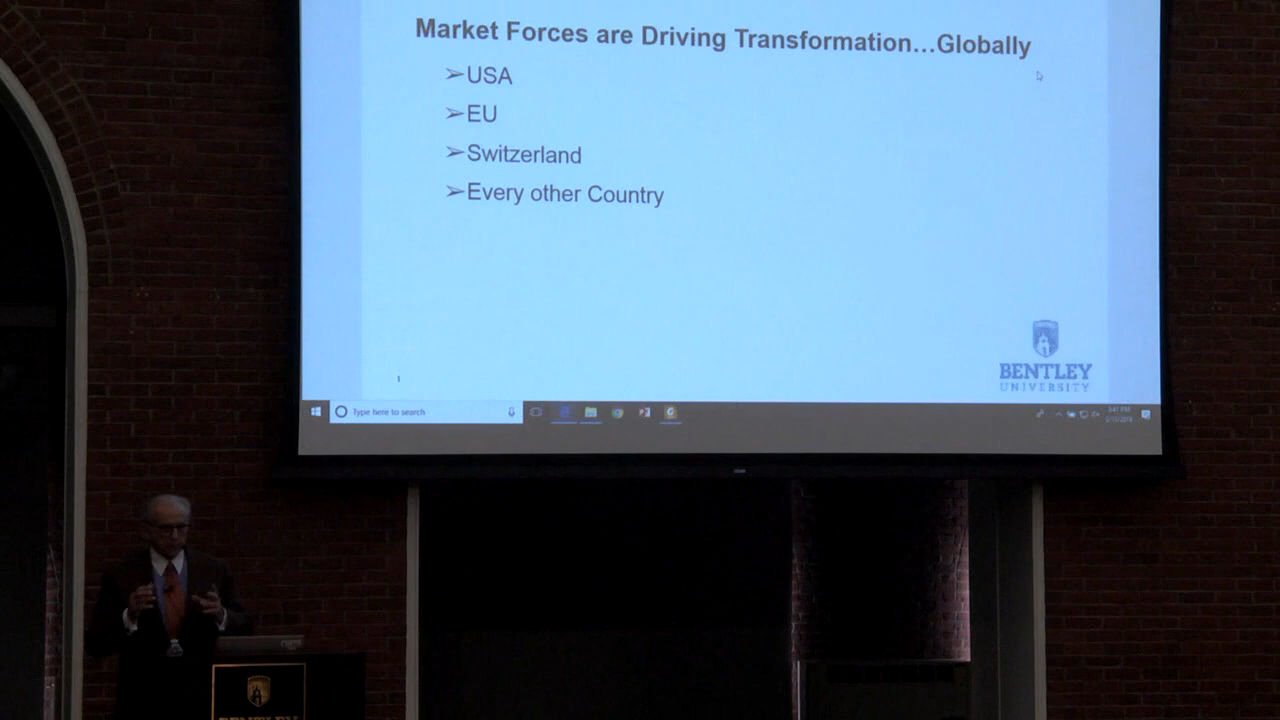 Market Forces are Driving Transformation...Globally
➢USA
➢EU
➢Switzerland
➢Every other Country
BENTLEY
UNIVERSITY
1
Type here to search
BENTLEY